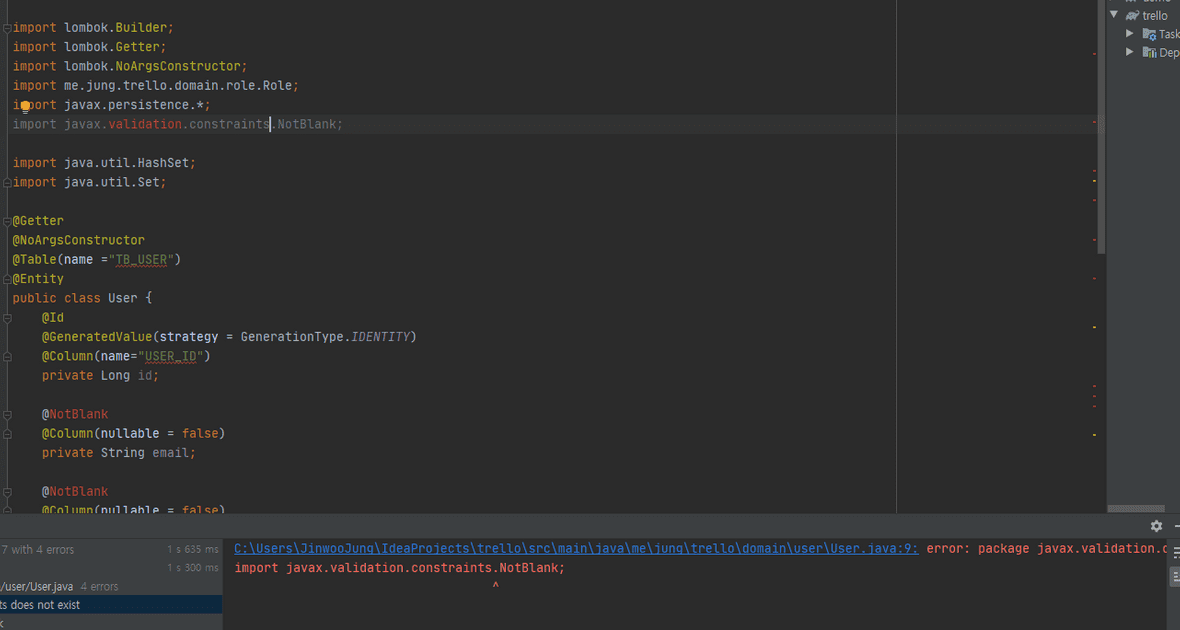 import lombok.Builder;
import lombok.Getter;
import lombok.NoArgsConstructor;
import me.jung.trello.domain.role.Role;
import javax.persistence.*;
import javax.validation.constraints.NotBlank;
import java.util.HashSet;
import java.util.Set;
@Getter
@NoArgsConstructor
@Table(name ="TB_USER")
@Entity
public class User {
@Id
@GeneratedValue(strategy = GenerationType.IDENTITY)
@Column(name="USER_ID")
private Long id;
@NotBlank
@Column(nullable = false)
private String email;
@NotBlank
@Column(nullable = false)
trello
Task
Dep
7 with 4 errors 1 s 635 ms
1 s 300 ms
/user/User.java 4 errors
ts does not exist
C:\Users\JinwooJung\IdeaProjects\trello\src\main\java\me\jung\trello\domain\user\User.java:9: error: package javax.validation.c
import javax.validation.constraints.NotBlank;
^